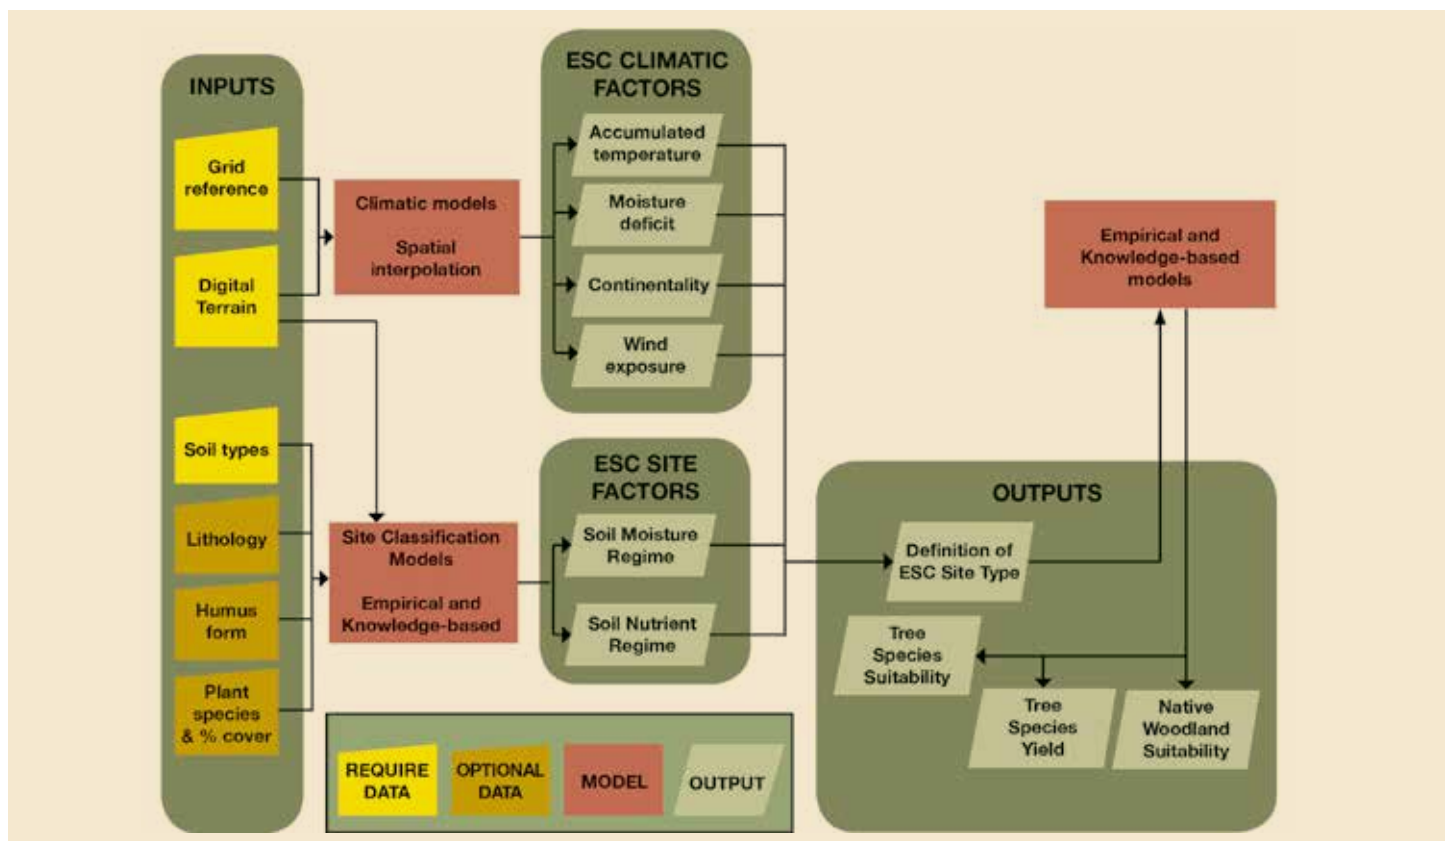 INPUTS
Grid
reference
Digital
Terrain
Soil types
Lithology
Humus
form
Plant
species
& % cover
Climatic models
Spatial
interpolation
Site Classification
Models
Empirical and
Knowledge-based
ESC CLIMATIC
FACTORS
Accumulated
temperature
Moisture
deficit
Continentality
Wind
exposure
ESC SITE
FACTORS
Soil Moisture
Regime
Soil Nutrient
Regime
Empirical and
Knowledge-based
models
OUTPUTS
Definition of
ESC Site Type
Tree
Species
Suitability
Tree
Species
Yield
Native
Woodland
Suitability
REQUIRE
DATA
OPTIONAL
DATA
MODEL
OUTPUT